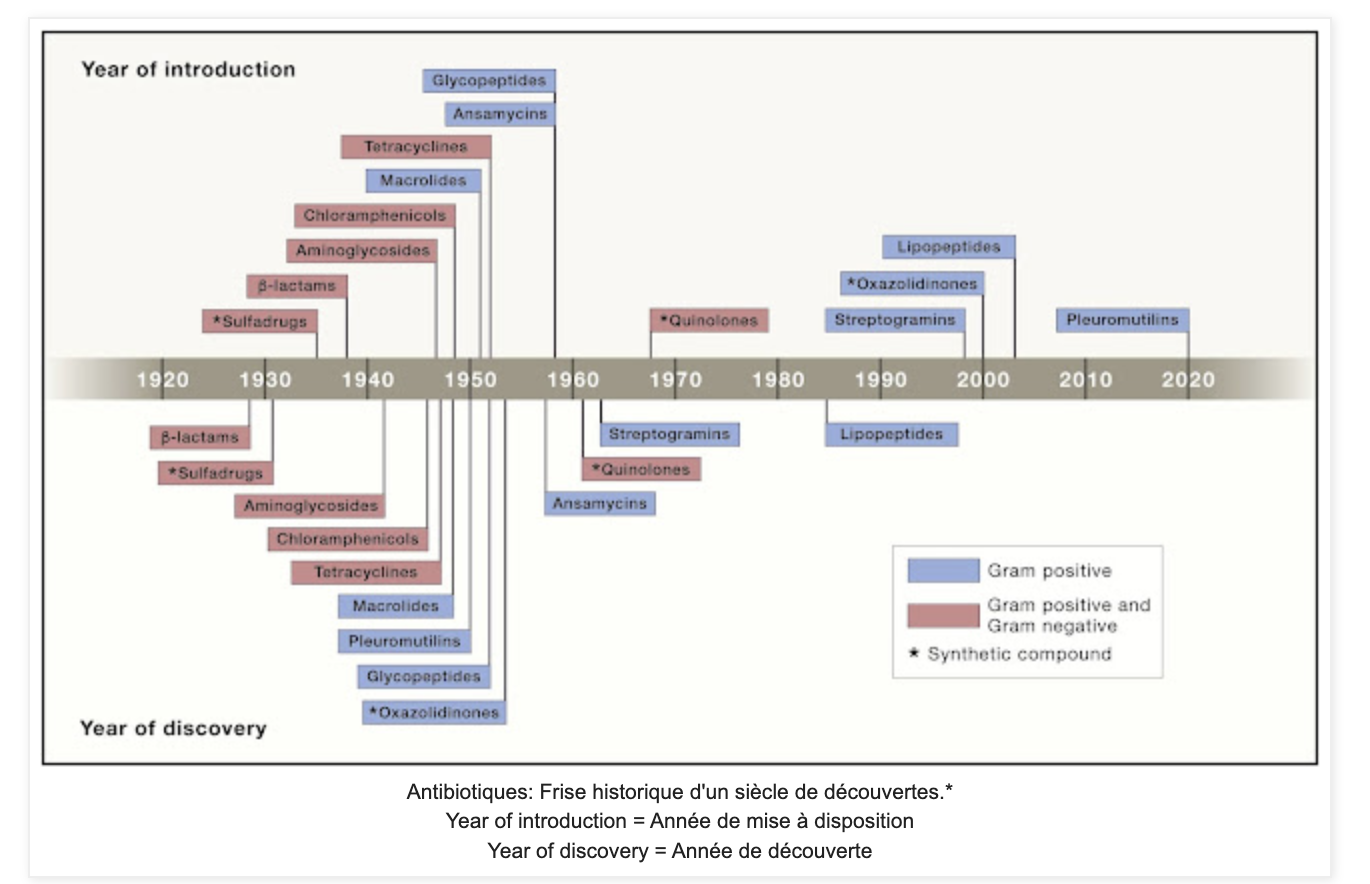 Year of introduction
Glycopeptides
Ansamycins
Tetracyclines
Macrolides
Chloramphenicols
Aminoglycosides
β-lactams
*Sulfadrugs
*Quinolones
Lipopeptides
*Oxazolidinones
Streptogramins
Pleuromutilins
1920 1930 1940 1950 1960 1970 1980 1990 2000 2010 2020
β-lactams
*Sulfadrugs
Aminoglycosides
Chloramphenicols
Tetracyclines
Macrolides
Pleuromutilins
Glycopeptides
*Oxazolidinones
Streptogramins
*Quinolones
Ansamycins
Lipopeptides
Year of discovery
Gram positive
Gram positive and
Gram negative
* Synthetic compound
Antibiotiques: Frise historique d'un siècle de découvertes.*
Year of introduction = Année de mise à disposition
Year of discovery = Année de découverte